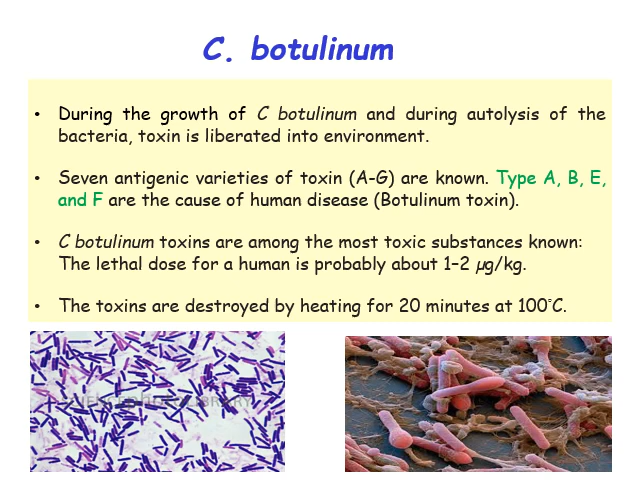 C. botulinum
• During the growth of C botulinum and during autolysis of the
bacteria, toxin is liberated into environment.
• Seven antigenic varieties of toxin (A-G) are known. Type A, B, E,
and F are the cause of human disease (Botulinum toxin).
• C botulinum toxins are among the most toxic substances known:
The lethal dose for a human is probably about 1–2 µg/kg.
• The toxins are destroyed by heating for 20 minutes at 100°C.